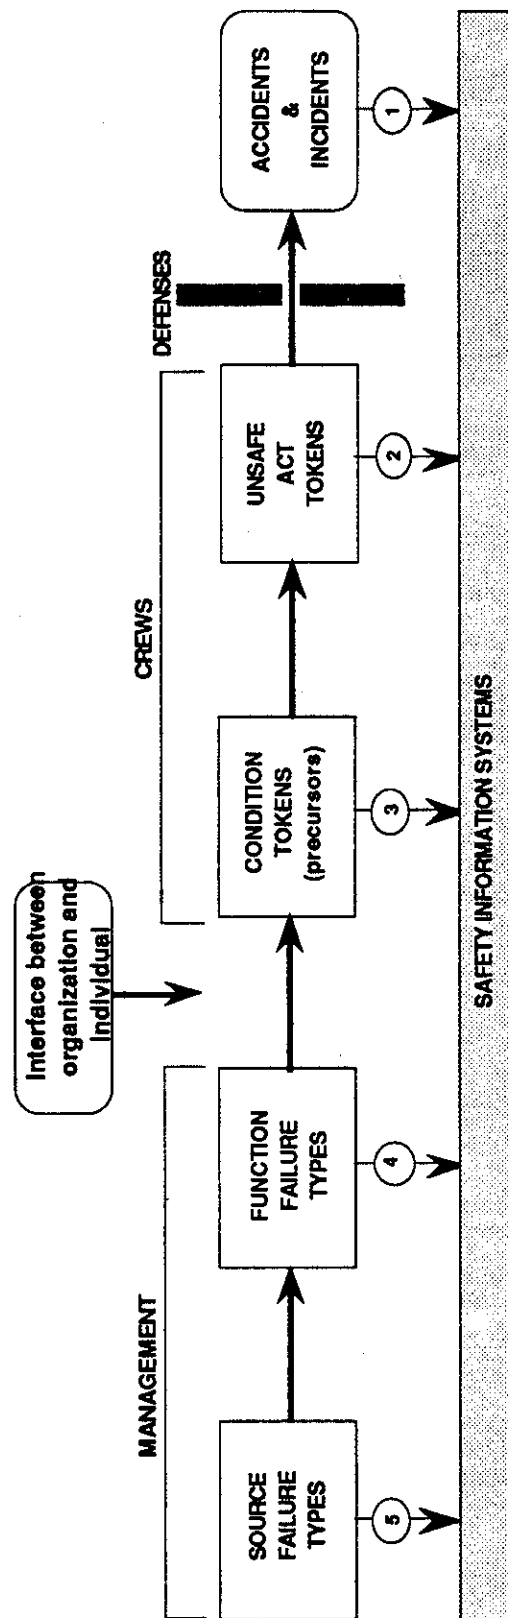 Interface between
organization and
Individual
MANAGEMENT
CREWS
DEFENSES
SOURCE
FAILURE
TYPES
FUNCTION
FAILURE
TYPES
CONDITION
TOKENS
(precursors)
UNSAFE
ACT
TOKENS
ACCIDENTS
&
INCIDENTS
5
4
3
2
1
SAFETY INFORMATION SYSTEMS